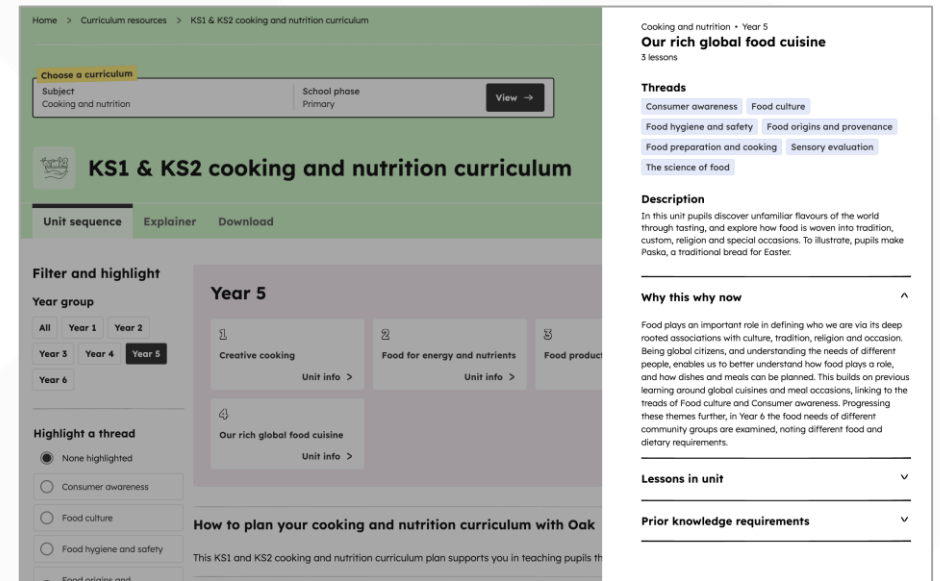 Home > Curriculum resources > KS1 & KS2 cooking and nutrition curriculum
Choose a curriculum
Subject
Cooking and nutrition
School phase
Primary
View →
KS1 & KS2 cooking and nutrition curriculum
Unit sequence
Explainer
Download
Filter and highlight
Year group
All
Year 1
Year 2
Year 3
Year 4
Year 5
Year 6
Highlight a thread
None highlighted
Consumer awareness
Food culture
Food hygiene and safety
Food origins and
Year 5
1
Creative cooking
Unit info >
2
Food for energy and nutrients
Unit info >
3
Food product
4
Our rich global food cuisine
Unit info >
How to plan your cooking and nutrition curriculum with Oak
This KS1 and KS2 cooking and nutrition curriculum plan supports you in teaching pupils th
Cooking and nutrition • Year 5
Our rich global food cuisine
3 lessons
Threads
Consumer awareness
Food culture
Food hygiene and safety
Food origins and provenance
Food preparation and cooking
Sensory evaluation
The science of food
Description
In this unit pupils discover unfamiliar flavours of the world
through tasting, and explore how food is woven into tradition,
custom, religion and special occasions. To illustrate, pupils make
Paska, a traditional bread for Easter.
Why this why now
Food plays an important role in defining who we are via its deep
rooted associations with culture, tradition, religion and occasion.
Being global citizens, and understanding the needs of different
people, enables us to better understand how food plays a role,
and how dishes and meals can be planned. This builds on previous
learning around global cuisines and meal occasions, linking to the
treads of Food culture and Consumer awareness. Progressing
these themes further, in Year 6 the food needs of different
community groups are examined, noting different food and
dietary requirements.
Lessons in unit
Prior knowledge requirements